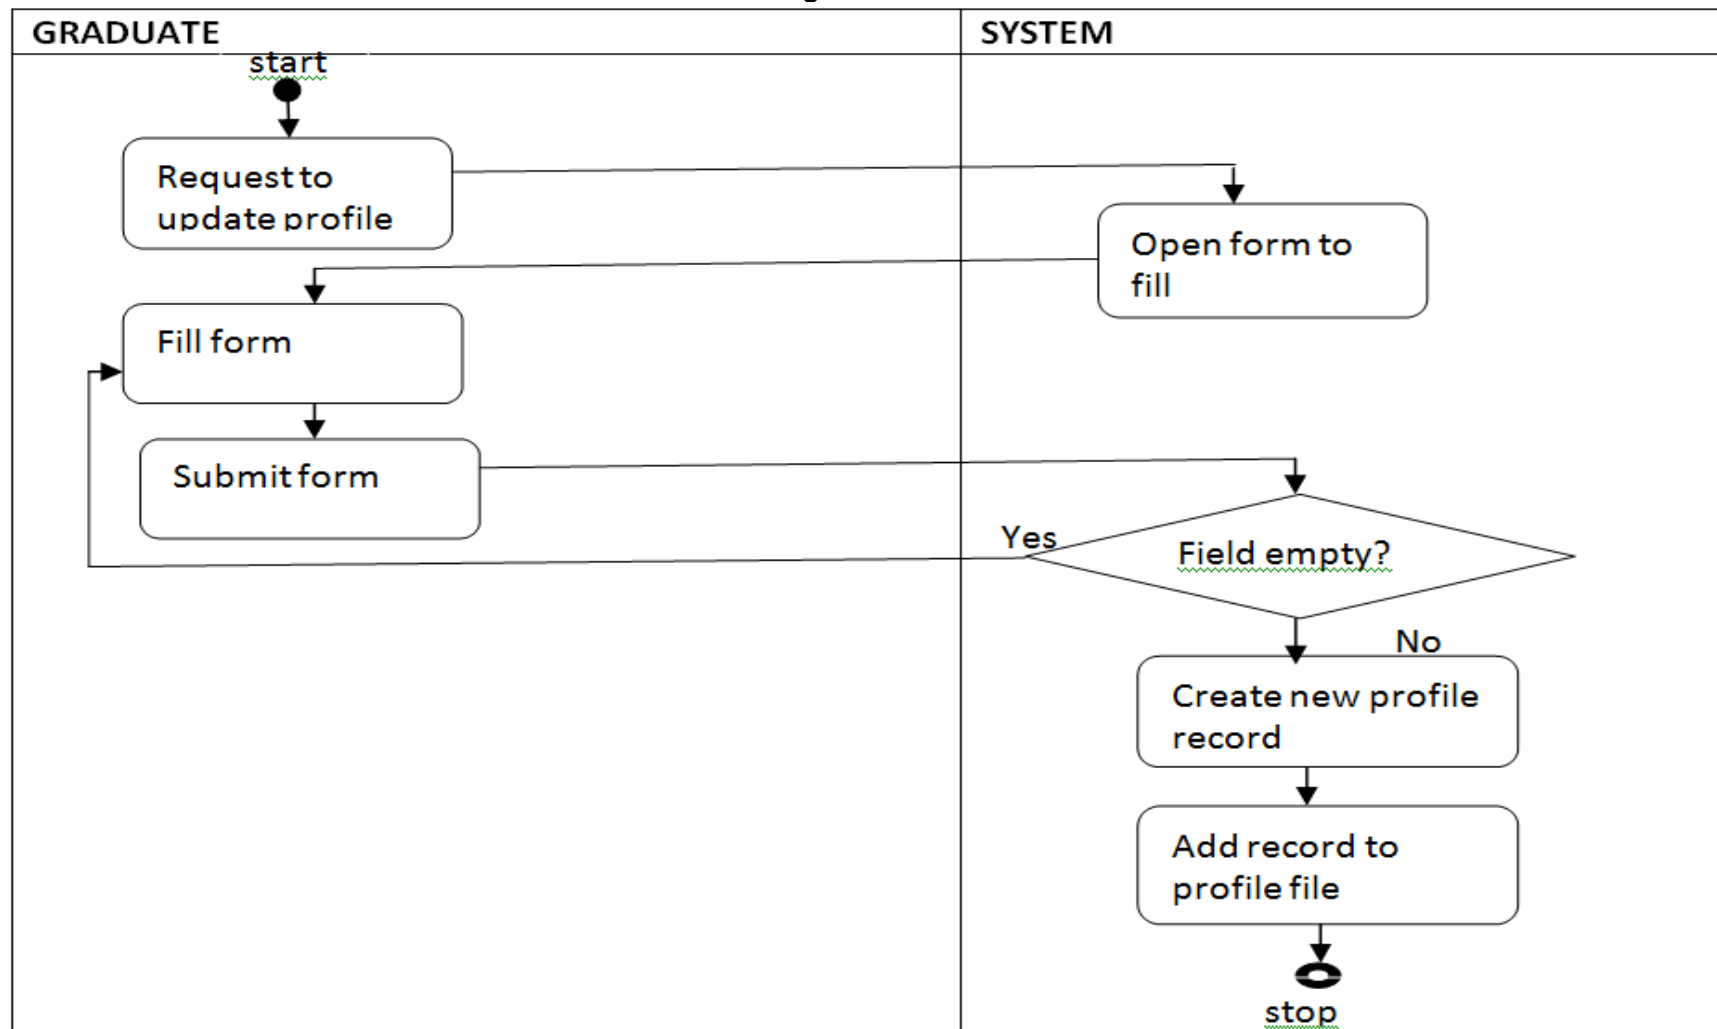 GRADUATE
SYSTEM
start
Request to
update profile
Open form to
fill
Fill form
Submit form
Yes
Field empty?
No
Create new profile
record
Add record to
profile file
stop